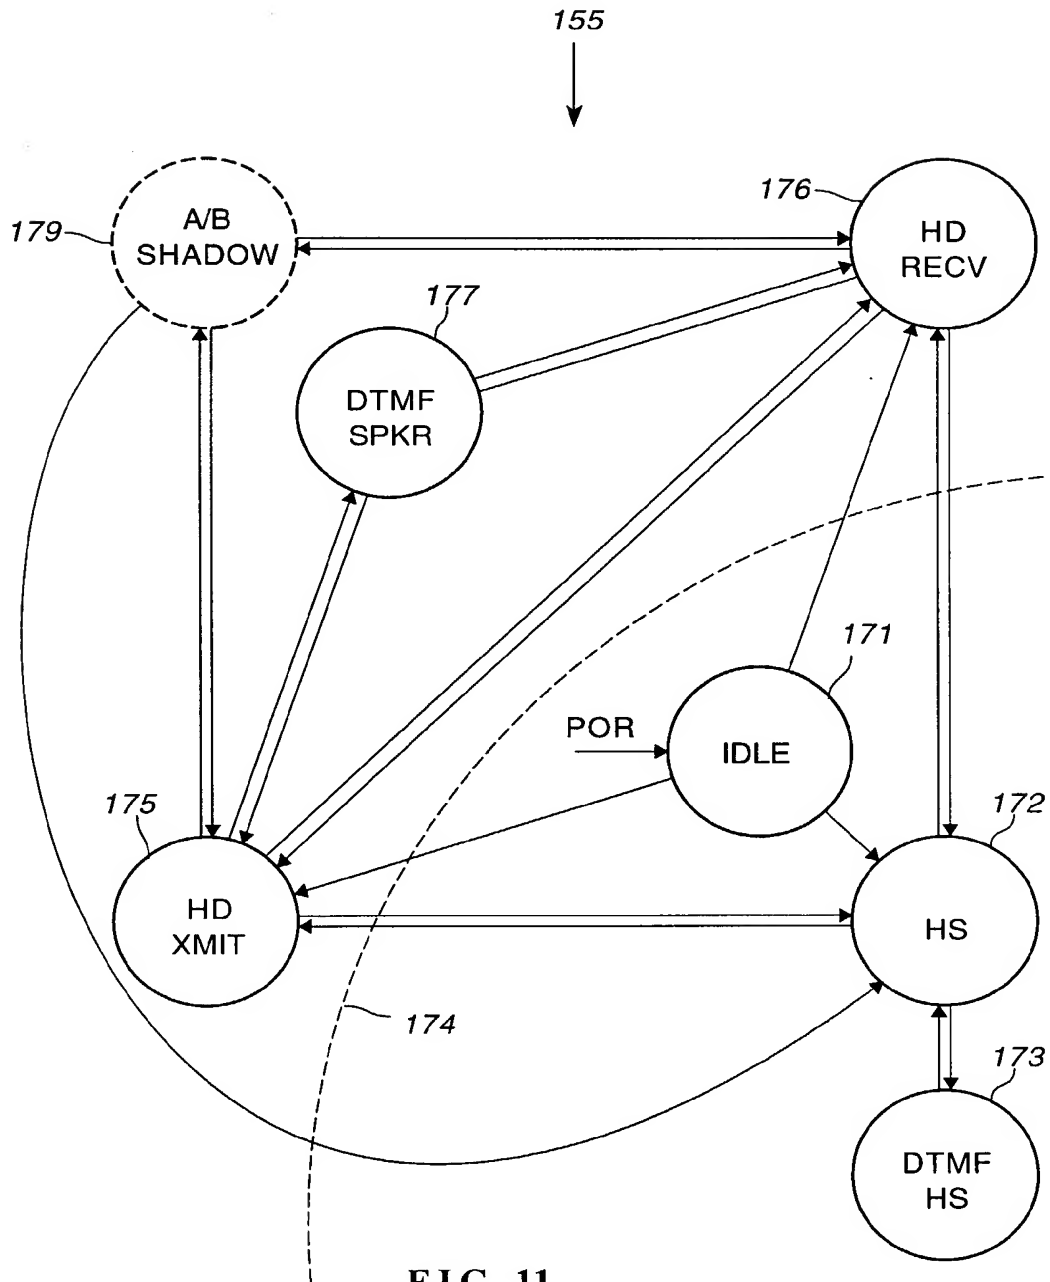 155
176
A/B
SHADOW
179
HD
RECV
177
DTMF
SPKR
171
POR
IDLE
175
172
HD
XMIT
HS
174
173
DTMF
HS
FIG. 11